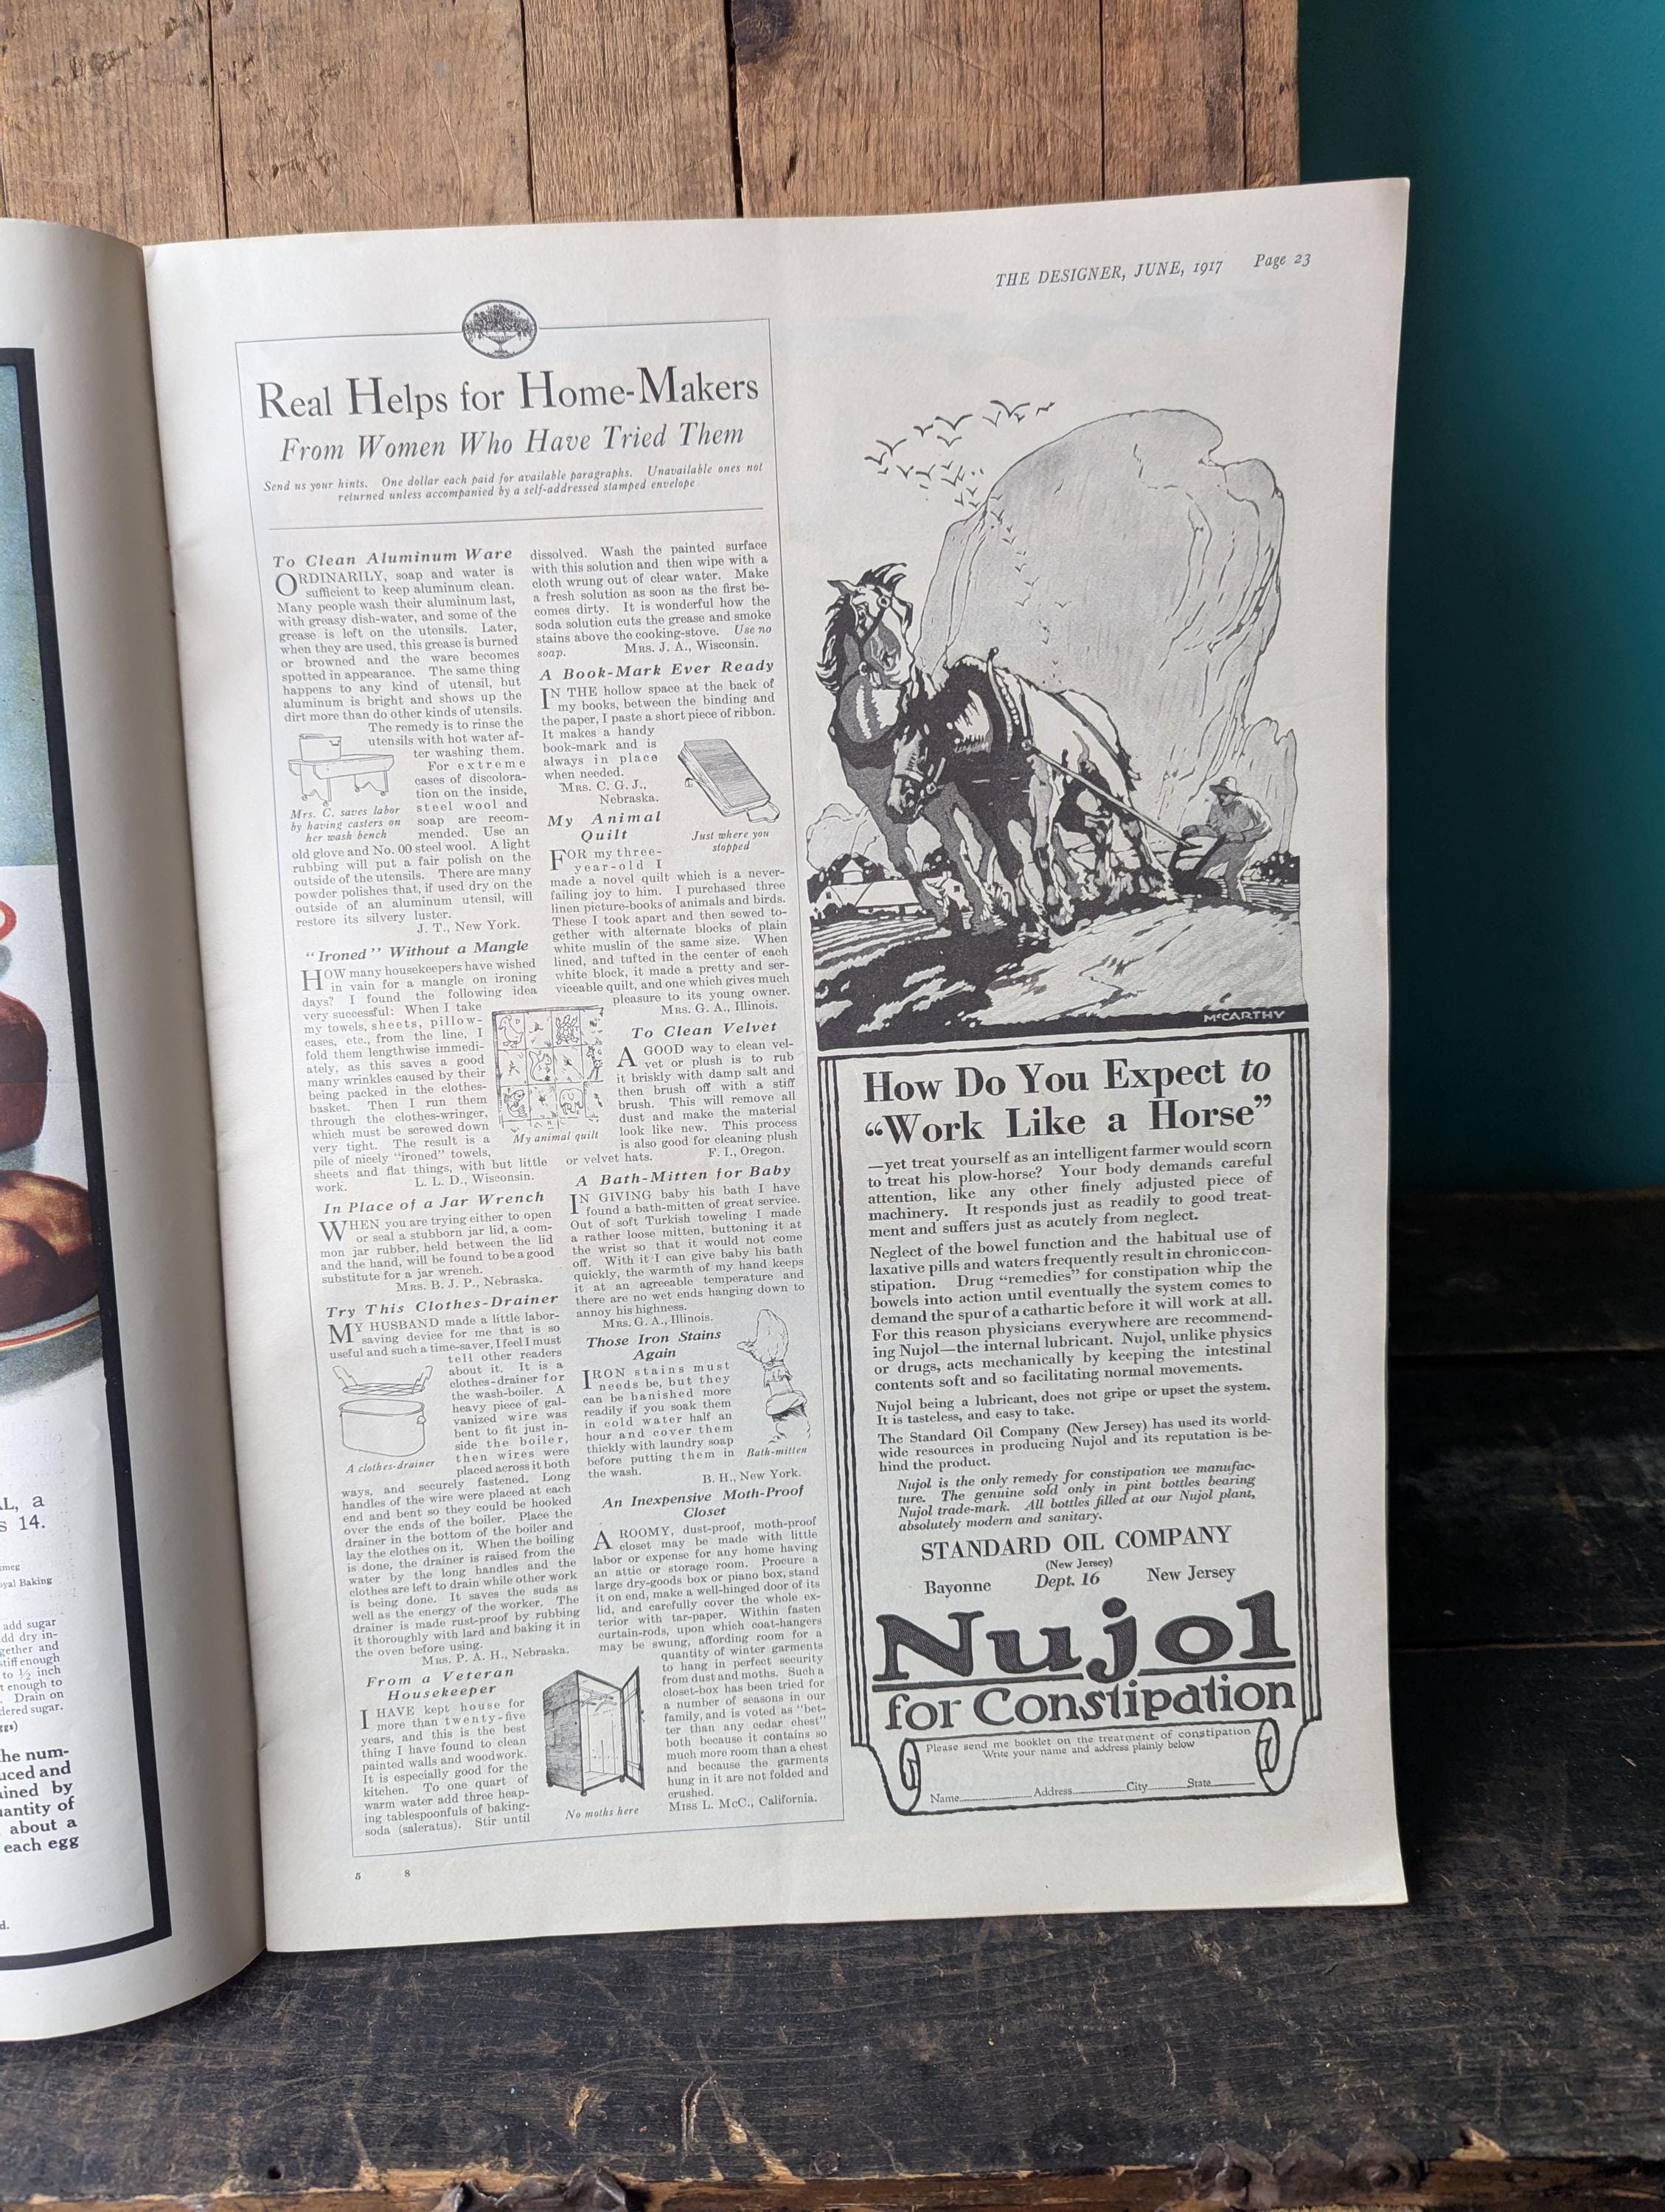 THE DESIGNER, JUNE, 1917 Page 23
Real Helps for Home-Makers
From Women Who Have Tried Them
Send us your hints. One dollar each paid for available paragraphs. Unavailable ones not
returned unless accompanied by a self-addressed stamped envelope
To Clean Aluminum Ware
ORDINARILY, soap and water is
sufficient to keep aluminum clean.
Many people wash their aluminum last,
with greasy dish-water, and some of the
grease is left on the utensils. Later,
when they are used, this grease is burned
or browned and the ware becomes
spotted in appearance. The same thing
happens to any kind of utensil, but
aluminum is bright and shows up the
dirt more than do other kinds of utensils.
The remedy is to rinse the
utensils with hot water af-
ter washing them.
For extreme
cases of discolora-
tion on the inside,
steel wool and
soap are recom-
mended. Use an
old glove and No. 00 steel wool. A light
rubbing will put a fair polish on the
outside of the utensils. There are many
powder polishes that, if used dry on the
outside of an aluminum utensil, will
restore its silvery luster.
J. T., New York.
Mrs. C. saves labor
by having casters on
her wash bench
"Ironed" Without a Mangle
HOW many housekeepers have wished
in vain for a mangle on ironing
days? I found the following idea
very successful: When I take
my towels, sheets, pillow-
cases, etc., from the line, I
fold them lengthwise immedi-
ately, as this saves a good
many wrinkles caused by their
being packed in the clothes-
basket. Then I run them
through the clothes-wringer,
which must be screwed down
very tight. The result is a
pile of nicely "ironed" towels,
sheets and flat things, with but little
work. L. L. D., Wisconsin.
In Place of a Jar Wrench
WHEN you are trying either to open
or seal a stubborn jar lid, a com-
mon jar rubber, held between the lid
and the hand, will be found to be a good
substitute for a jar wrench.
MRS. B. J. P., Nebraska.
Try This Clothes-Drainer
MY HUSBAND made a little labor-
saving device for me that is so
useful and such a time-saver, I feel I must
tell other readers
about it. It is a
clothes-drainer for
the wash-boiler. A
heavy piece of gal-
vanized wire was
bent to fit just in-
side the boiler,
then wires were
placed across it both
ways, and securely fastened. Long
handles of the wire were placed at each
end and bent so they could be hooked
over the ends of the boiler. Place the
drainer in the bottom of the boiler and
lay the clothes on it. When the boiling
is done, the drainer is raised from the
water by the long handles and the
clothes are left to drain while other work
is being done. It saves the suds as
well as the energy of the worker. The
drainer is made rust-proof by rubbing
it thoroughly with lard and baking it in
the oven before using.
MRS. P. A. H., Nebraska.
A clothes-drainer
From a Veteran
Housekeeper
I HAVE kept house for
more than twenty-five
years, and this is the best
thing I have found to clean
painted walls and woodwork.
It is especially good for the
kitchen. To one quart of
warm water add three heap-
ing tablespoonfuls of baking-
soda (saleratus). Stir until
dissolved. Wash the painted surface
with this solution and then wipe with a
cloth wrung out of clear water. Make
a fresh solution as soon as the first be-
comes dirty. It is wonderful how the
soda solution cuts the grease and smoke
stains above the cooking-stove. Use no
soap. MRS. J. A., Wisconsin.
A Book-Mark Ever Ready
IN THE hollow space at the back of
my books, between the binding and
the paper, I paste a short piece of ribbon.
It makes a handy
book-mark and is
always in place
when needed.
MRS. C. G. J.,
Nebraska.
Just where you
stopped
My Animal
Quilt
FOR my three-
year-old I
made a novel quilt which is a never-
failing joy to him. I purchased three
linen picture-books of animals and birds.
These I took apart and then sewed to-
gether with alternate blocks of plain
white muslin of the same size. When
lined, and tufted in the center of each
white block, it made a pretty and ser-
viceable quilt, and one which gives much
pleasure to its young owner.
MRS. G. A., Illinois.
My animal quilt
To Clean Velvet
A GOOD way to clean vel-
vet or plush is to rub
it briskly with damp salt and
then brush off with a stiff
brush. This will remove all
dust and make the material
look like new. This process
is also good for cleaning plush
or velvet hats. F. I., Oregon.
A Bath-Mitten for Baby
IN GIVING baby his bath I have
found a bath-mitten of great service.
Out of soft Turkish toweling I made
a rather loose mitten, buttoning it at
the wrist so that it would not come
off. With it I can give baby his bath
quickly, the warmth of my hand keeps
it at an agreeable temperature and
there are no wet ends hanging down to
annoy his highness.
MRS. G. A., Illinois.
Those Iron Stains
Again
IRON stains must
needs be, but they
can be banished more
readily if you soak them
in cold water half an
hour and cover them
thickly with laundry soap
before putting them in
the wash.
B. H., New York.
Bath-mitten
An Inexpensive Moth-Proof
Closet
A ROOMY, dust-proof, moth-proof
closet may be made with little
labor or expense for any home having
an attic or storage room. Procure a
large dry-goods box or piano box, stand
it on end, make a well-hinged door of its
lid, and carefully cover the whole ex-
terior with tar-paper. Within fasten
curtain-rods, upon which coat-hangers
may be swung, affording room for a
quantity of winter garments
to hang in perfect security
from dust and moths. Such a
closet-box has been tried for
a number of seasons in our
family, and is voted as "bet-
ter than any cedar chest"
both because it contains so
much more room than a chest
and because the garments
hung in it are not folded and
crushed.
MISS L. McC., California.
No moths here
5 8
McCARTHY
How Do You Expect to
"Work Like a Horse"
—yet treat yourself as an intelligent farmer would scorn
to treat his plow-horse? Your body demands careful
attention, like any other finely adjusted piece of
machinery. It responds just as readily to good treat-
ment and suffers just as acutely from neglect.
Neglect of the bowel function and the habitual use of
laxative pills and waters frequently result in chronic con-
stipation. Drug "remedies" for constipation whip the
bowels into action until eventually the system comes to
demand the spur of a cathartic before it will work at all.
For this reason physicians everywhere are recommend-
ing Nujol—the internal lubricant. Nujol, unlike physics
or drugs, acts mechanically by keeping the intestinal
contents soft and so facilitating normal movements.
Nujol being a lubricant, does not gripe or upset the system.
It is tasteless, and easy to take.
The Standard Oil Company (New Jersey) has used its world-
wide resources in producing Nujol and its reputation is be-
hind the product.
Nujol is the only remedy for constipation we manufac-
ture. The genuine sold only in pint bottles bearing
Nujol trade-mark. All bottles filled at our Nujol plant,
absolutely modern and sanitary.
STANDARD OIL COMPANY
(New Jersey)
Bayonne Dept. 16 New Jersey
Nujol
for Constipation
Please send me booklet on the treatment of constipation
Write your name and address plainly below
Name Address City State
AL, a
s 14.
meg
oyal Baking
add sugar
dd dry in-
gether and
stiff enough
to ½ inch
t enough to
. Drain on
dered sugar.
ggs)
he num-
uced and
ained by
uantity of
about a
each egg
d.